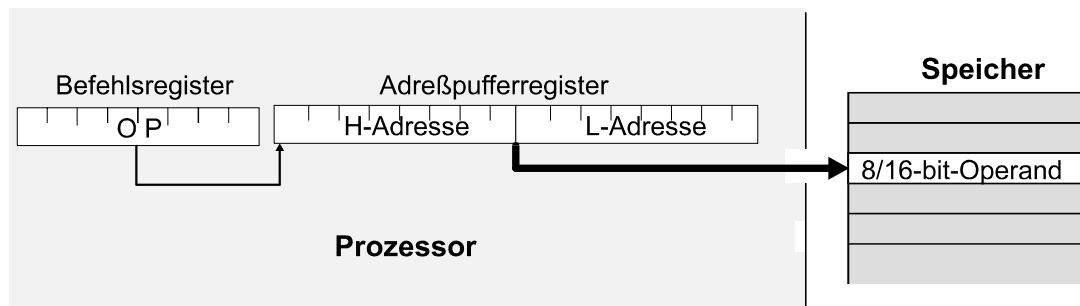 Speicher
Befehlsregister
Adreßpufferregister
O P
H-Adresse
L-Adresse
8/16-bit-Operand
Prozessor